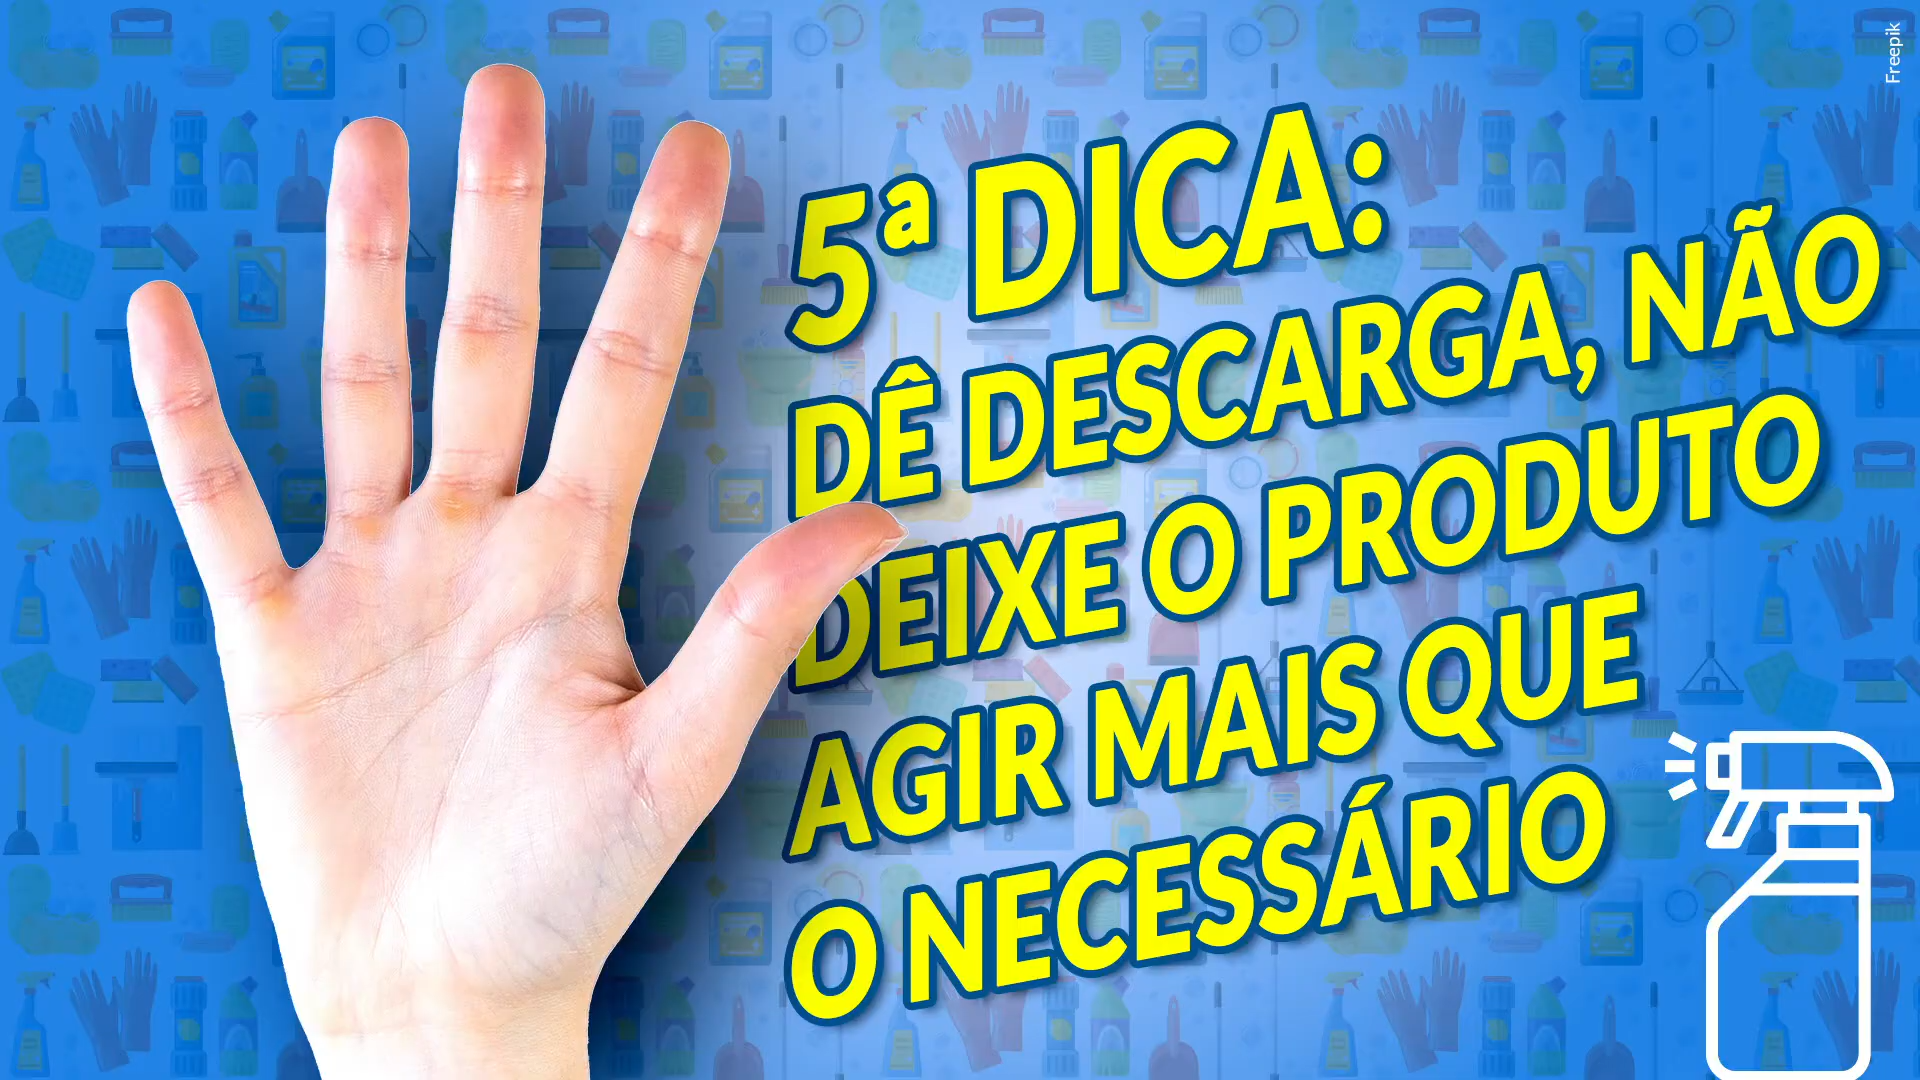 5ª DICA:
DÊ DESCARGA, NÃO
DEIXE O PRODUTO
AGIR MAIS QUE
O NECESSÁRIO
Freepik